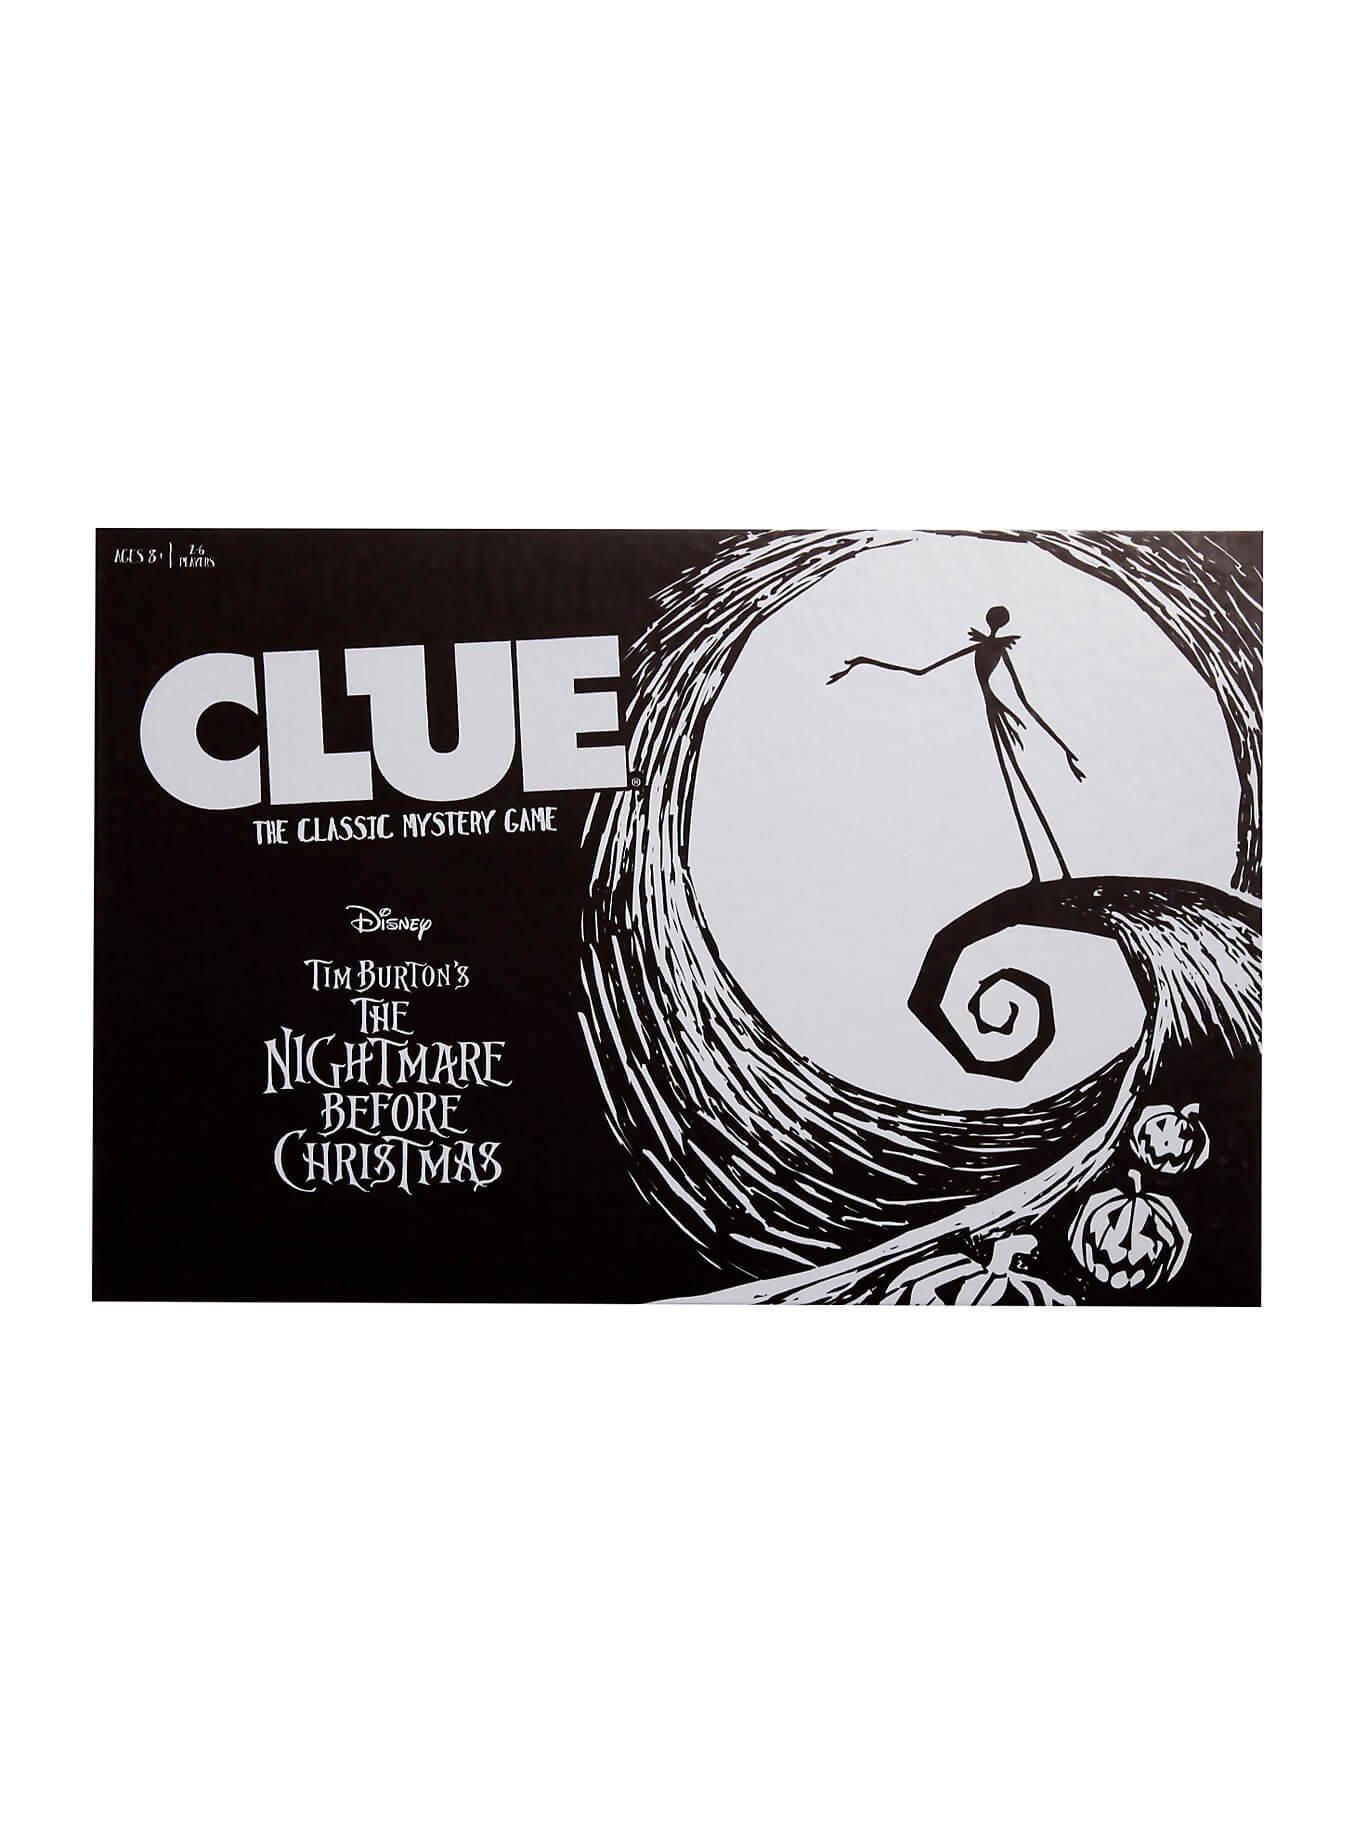 AGES 8+ | 2-6
PLAYERS
CLUE®
THE CLASSIC MYSTERY GAME
Disney
TIM BURTON'S
THE
NIGHTMARE
BEFORE
CHRISTMAS